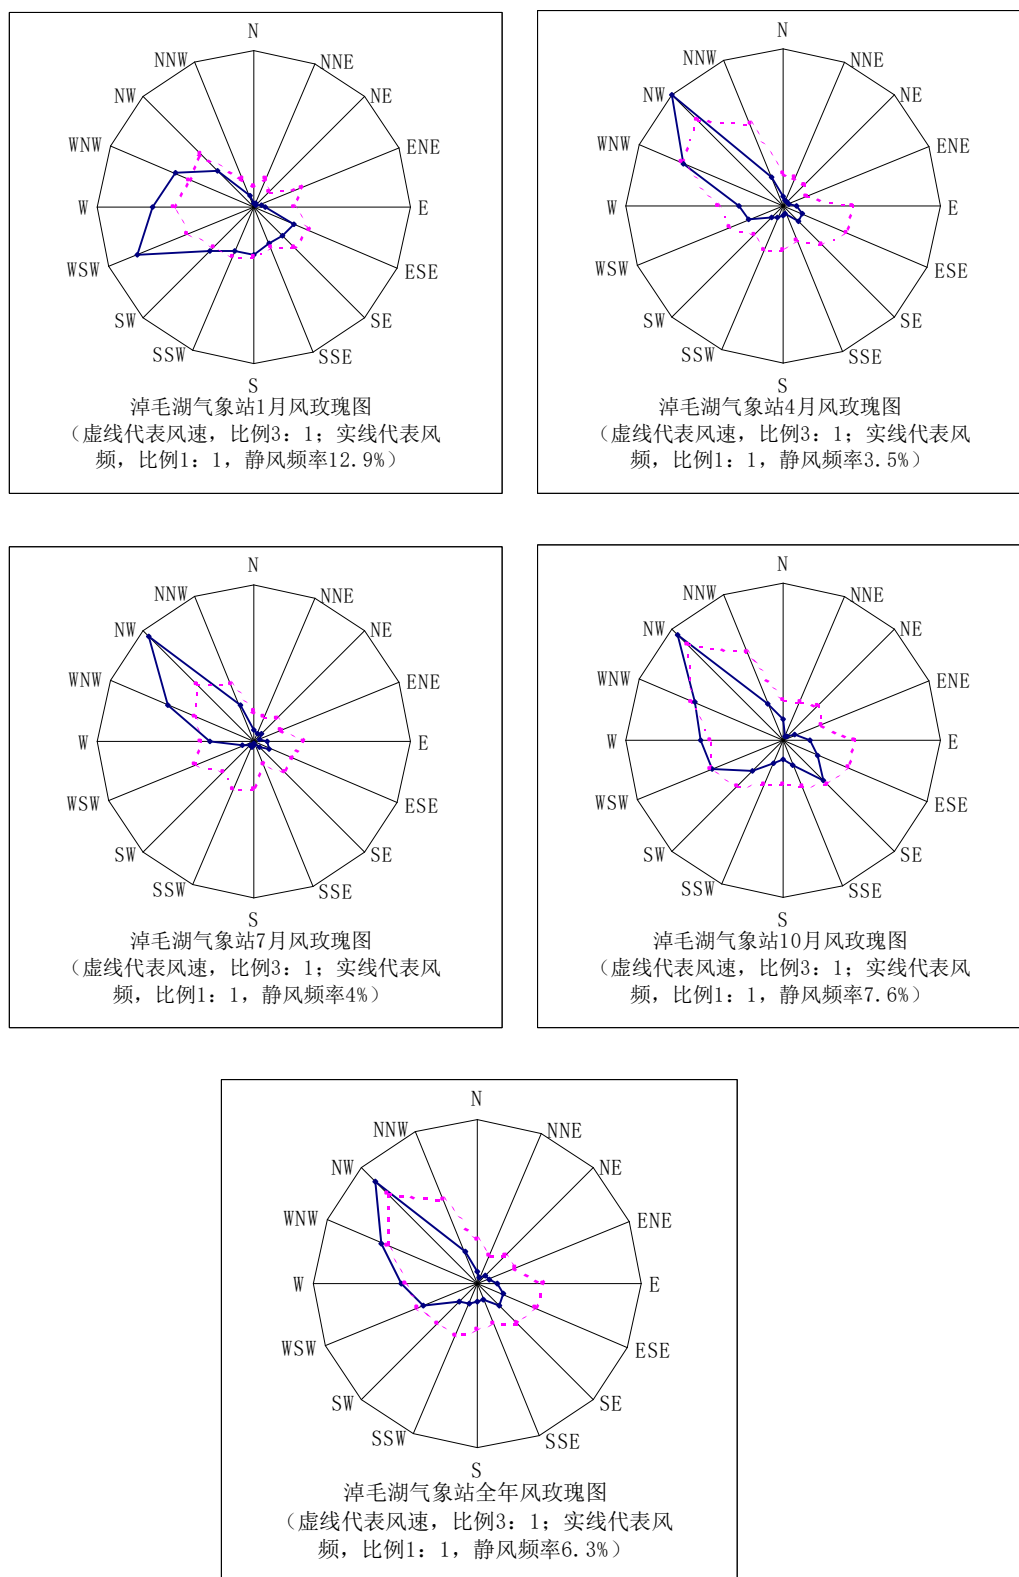 N
NNW
NNE
NW
NE
WNW
ENE
W
E
WSW
ESE
SW
SE
SSW
SSE
S
淖毛湖气象站1月风玫瑰图
（虚线代表风速，比例3：1；实线代表风
频，比例1：1，静风频率12.9%）
N
NNW
NNE
NW
NE
WNW
ENE
W
E
WSW
ESE
SW
SE
SSW
SSE
S
淖毛湖气象站4月风玫瑰图
（虚线代表风速，比例3：1；实线代表风
频，比例1：1，静风频率3.5%）
N
NNW
NNE
NW
NE
WNW
ENE
W
E
WSW
ESE
SW
SE
SSW
SSE
S
淖毛湖气象站7月风玫瑰图
（虚线代表风速，比例3：1；实线代表风
频，比例1：1，静风频率4%）
N
NNW
NNE
NW
NE
WNW
ENE
W
E
WSW
ESE
SW
SE
SSW
SSE
S
淖毛湖气象站10月风玫瑰图
（虚线代表风速，比例3：1；实线代表风
频，比例1：1，静风频率7.6%）
N
NNW
NNE
NW
NE
WNW
ENE
W
E
WSW
ESE
SW
SE
SSW
SSE
S
淖毛湖气象站全年风玫瑰图
（虚线代表风速，比例3：1；实线代表风
频，比例1：1，静风频率6.3%）